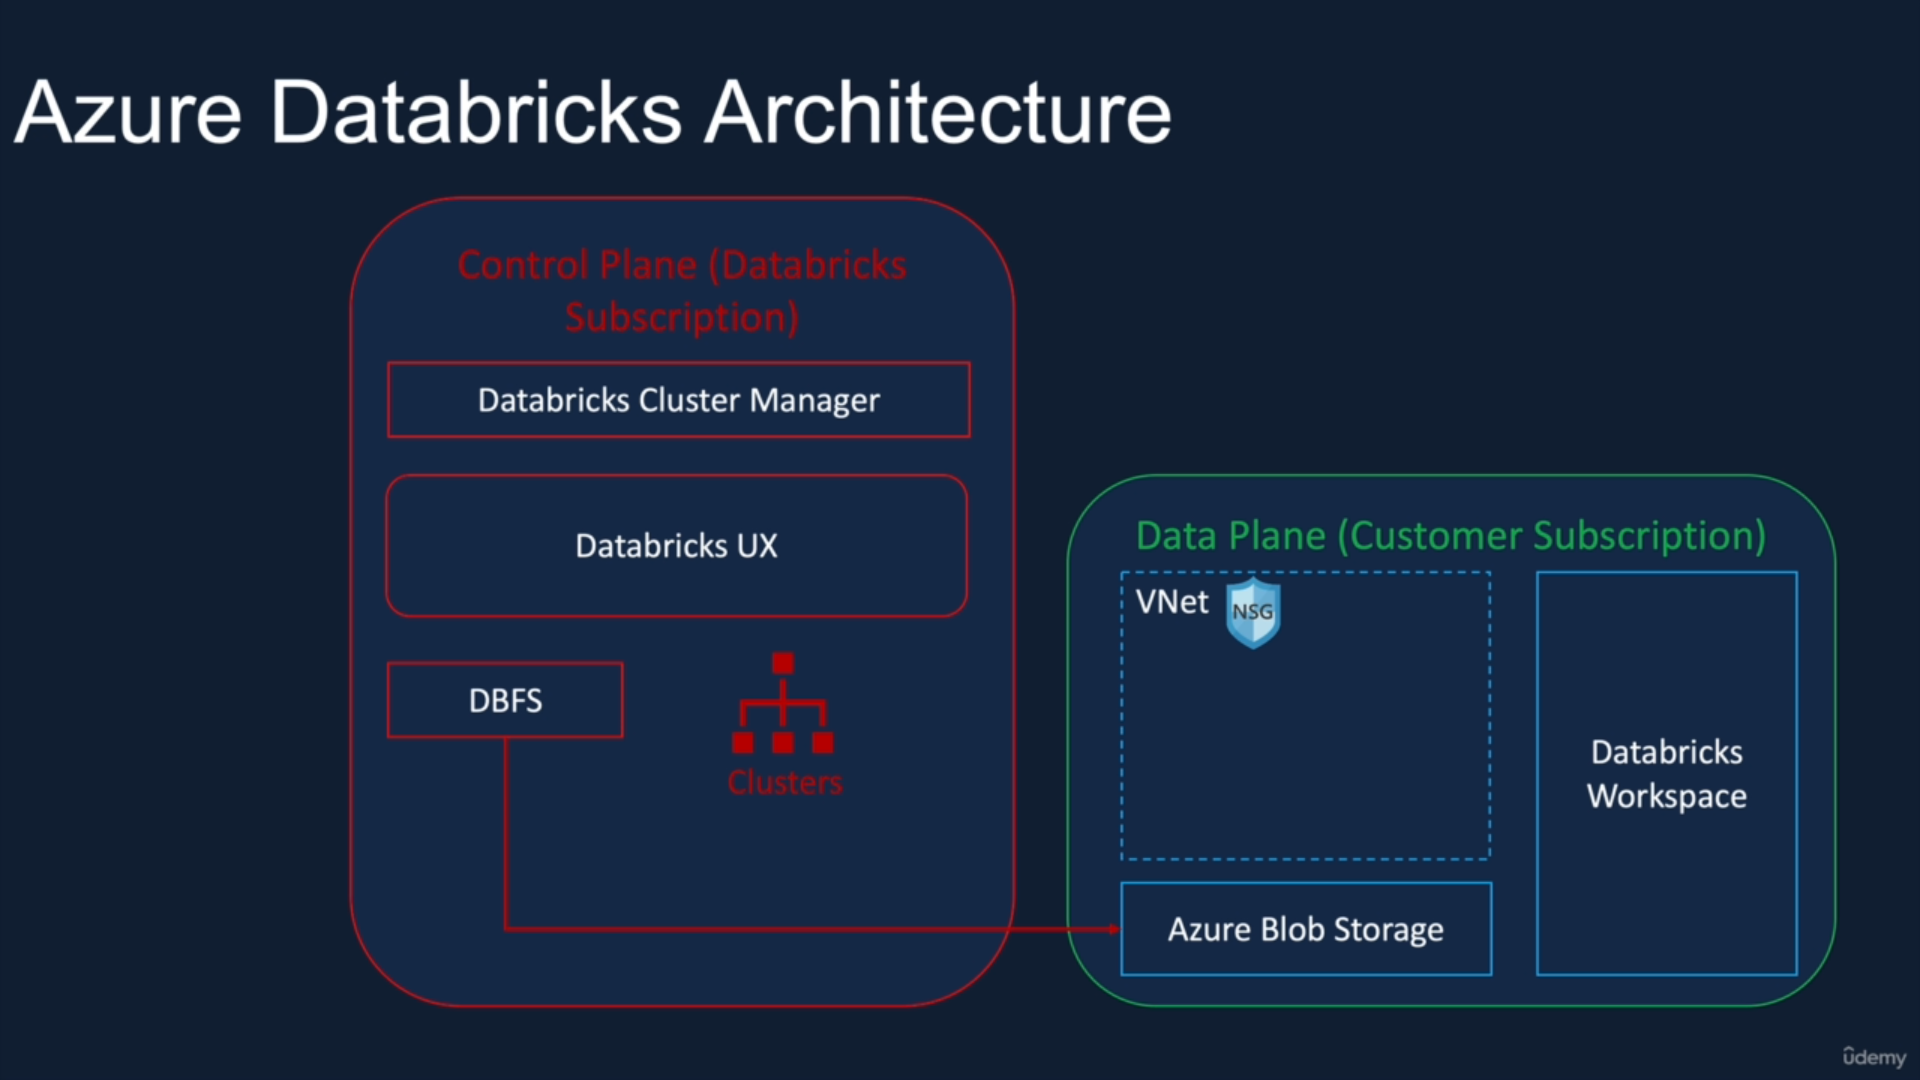 Azure Databricks Architecture
Control Plane (Databricks
Subscription)
Databricks Cluster Manager
Databricks UX
DBFS
Clusters
Data Plane (Customer Subscription)
VNet
NSG
Databricks
Workspace
Azure Blob Storage
ûdemy